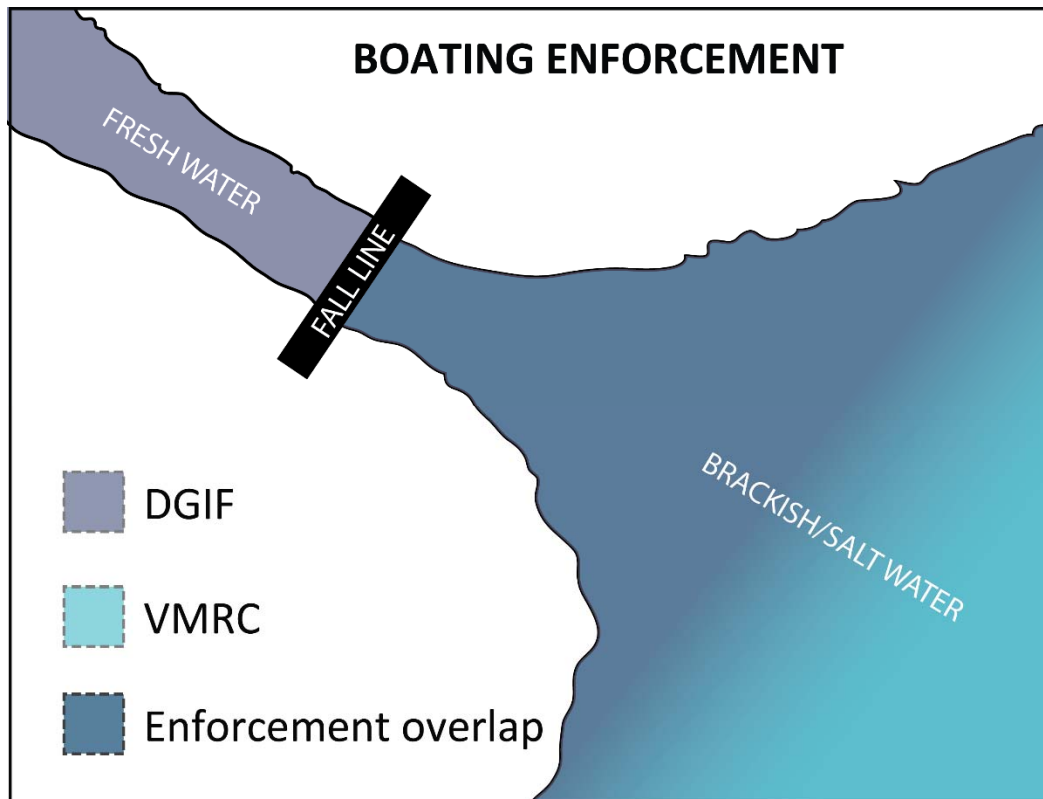 BOATING ENFORCEMENT
FRESH WATER
FALL LINE
BRACKISH/SALT WATER
DGIF
VMRC
Enforcement overlap